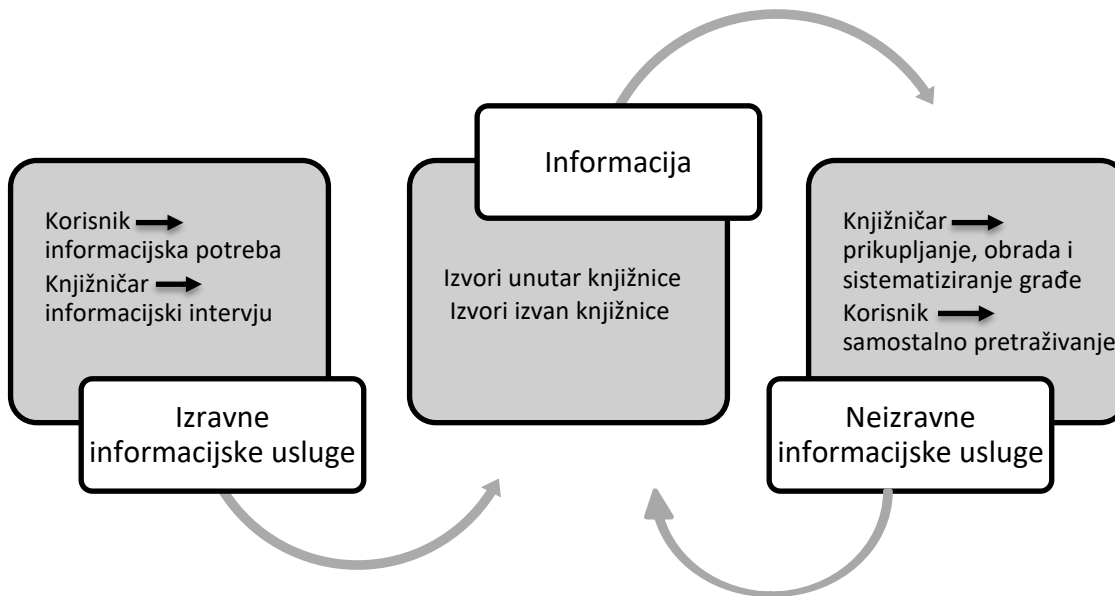 Korisnik
informacijska potreba
Knjižničar
informacijski intervju
Izravne
informacijske usluge
Informacija
Izvori unutar knjižnice
Izvori izvan knjižnice
Knjižničar
prikupljanje, obrada i
sistematiziranje građe
Korisnik
samostalno pretraživanje
Neizravne
informacijske usluge